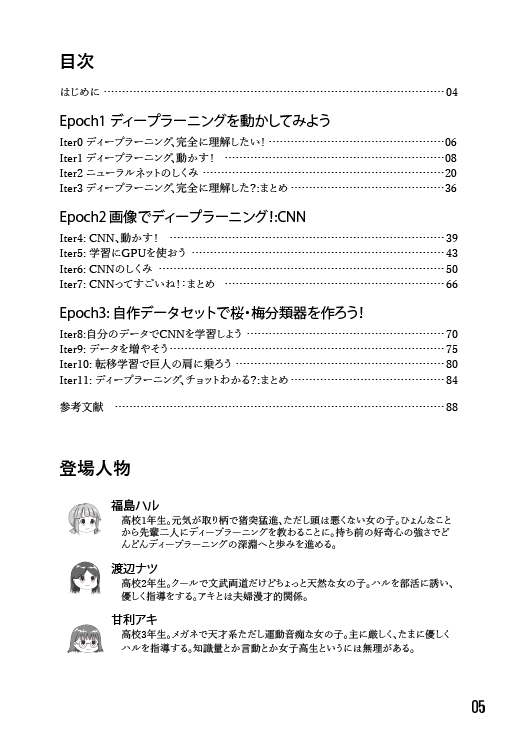 目次
はじめに 04
Epoch1 ディープラーニングを動かしてみよう
Iter0 ディープラーニング、完全に理解したい！ 06
Iter1 ディープラーニング、動かす！ 08
Iter2 ニューラルネットのしくみ 20
Iter3 ディープラーニング、完全に理解した？：まとめ 36
Epoch2 画像でディープラーニング！：CNN
Iter4: CNN、動かす！ 39
Iter5: 学習にGPUを使おう 43
Iter6: CNNのしくみ 50
Iter7: CNNってすごいね！：まとめ 66
Epoch3: 自作データセットで桜・梅分類器を作ろう！
Iter8:自分のデータでCNNを学習しよう 70
Iter9: データを増やそう 75
Iter10: 転移学習で巨人の肩に乗ろう 80
Iter11: ディープラーニング、チョットわかる？：まとめ 84
参考文献 88
登場人物
福島ハル
高校1年生。元気が取り柄で猪突猛進、ただし頭は悪くない女の子。ひょんなこと
から先輩二人にディープラーニングを教わることに。持ち前の好奇心の強さでど
んどんディープラーニングの深淵へと歩みを進める。
渡辺ナツ
高校2年生。クールで文武両道だけどちょっと天然な女の子。ハルを部活に誘い、
優しく指導をする。アキとは夫婦漫才的関係。
甘利アキ
高校3年生。メガネで天才系ただし運動音痴な女の子。主に厳しく、たまに優しく
ハルを指導する。知識量とか言動とか女子高生というには無理がある。
05